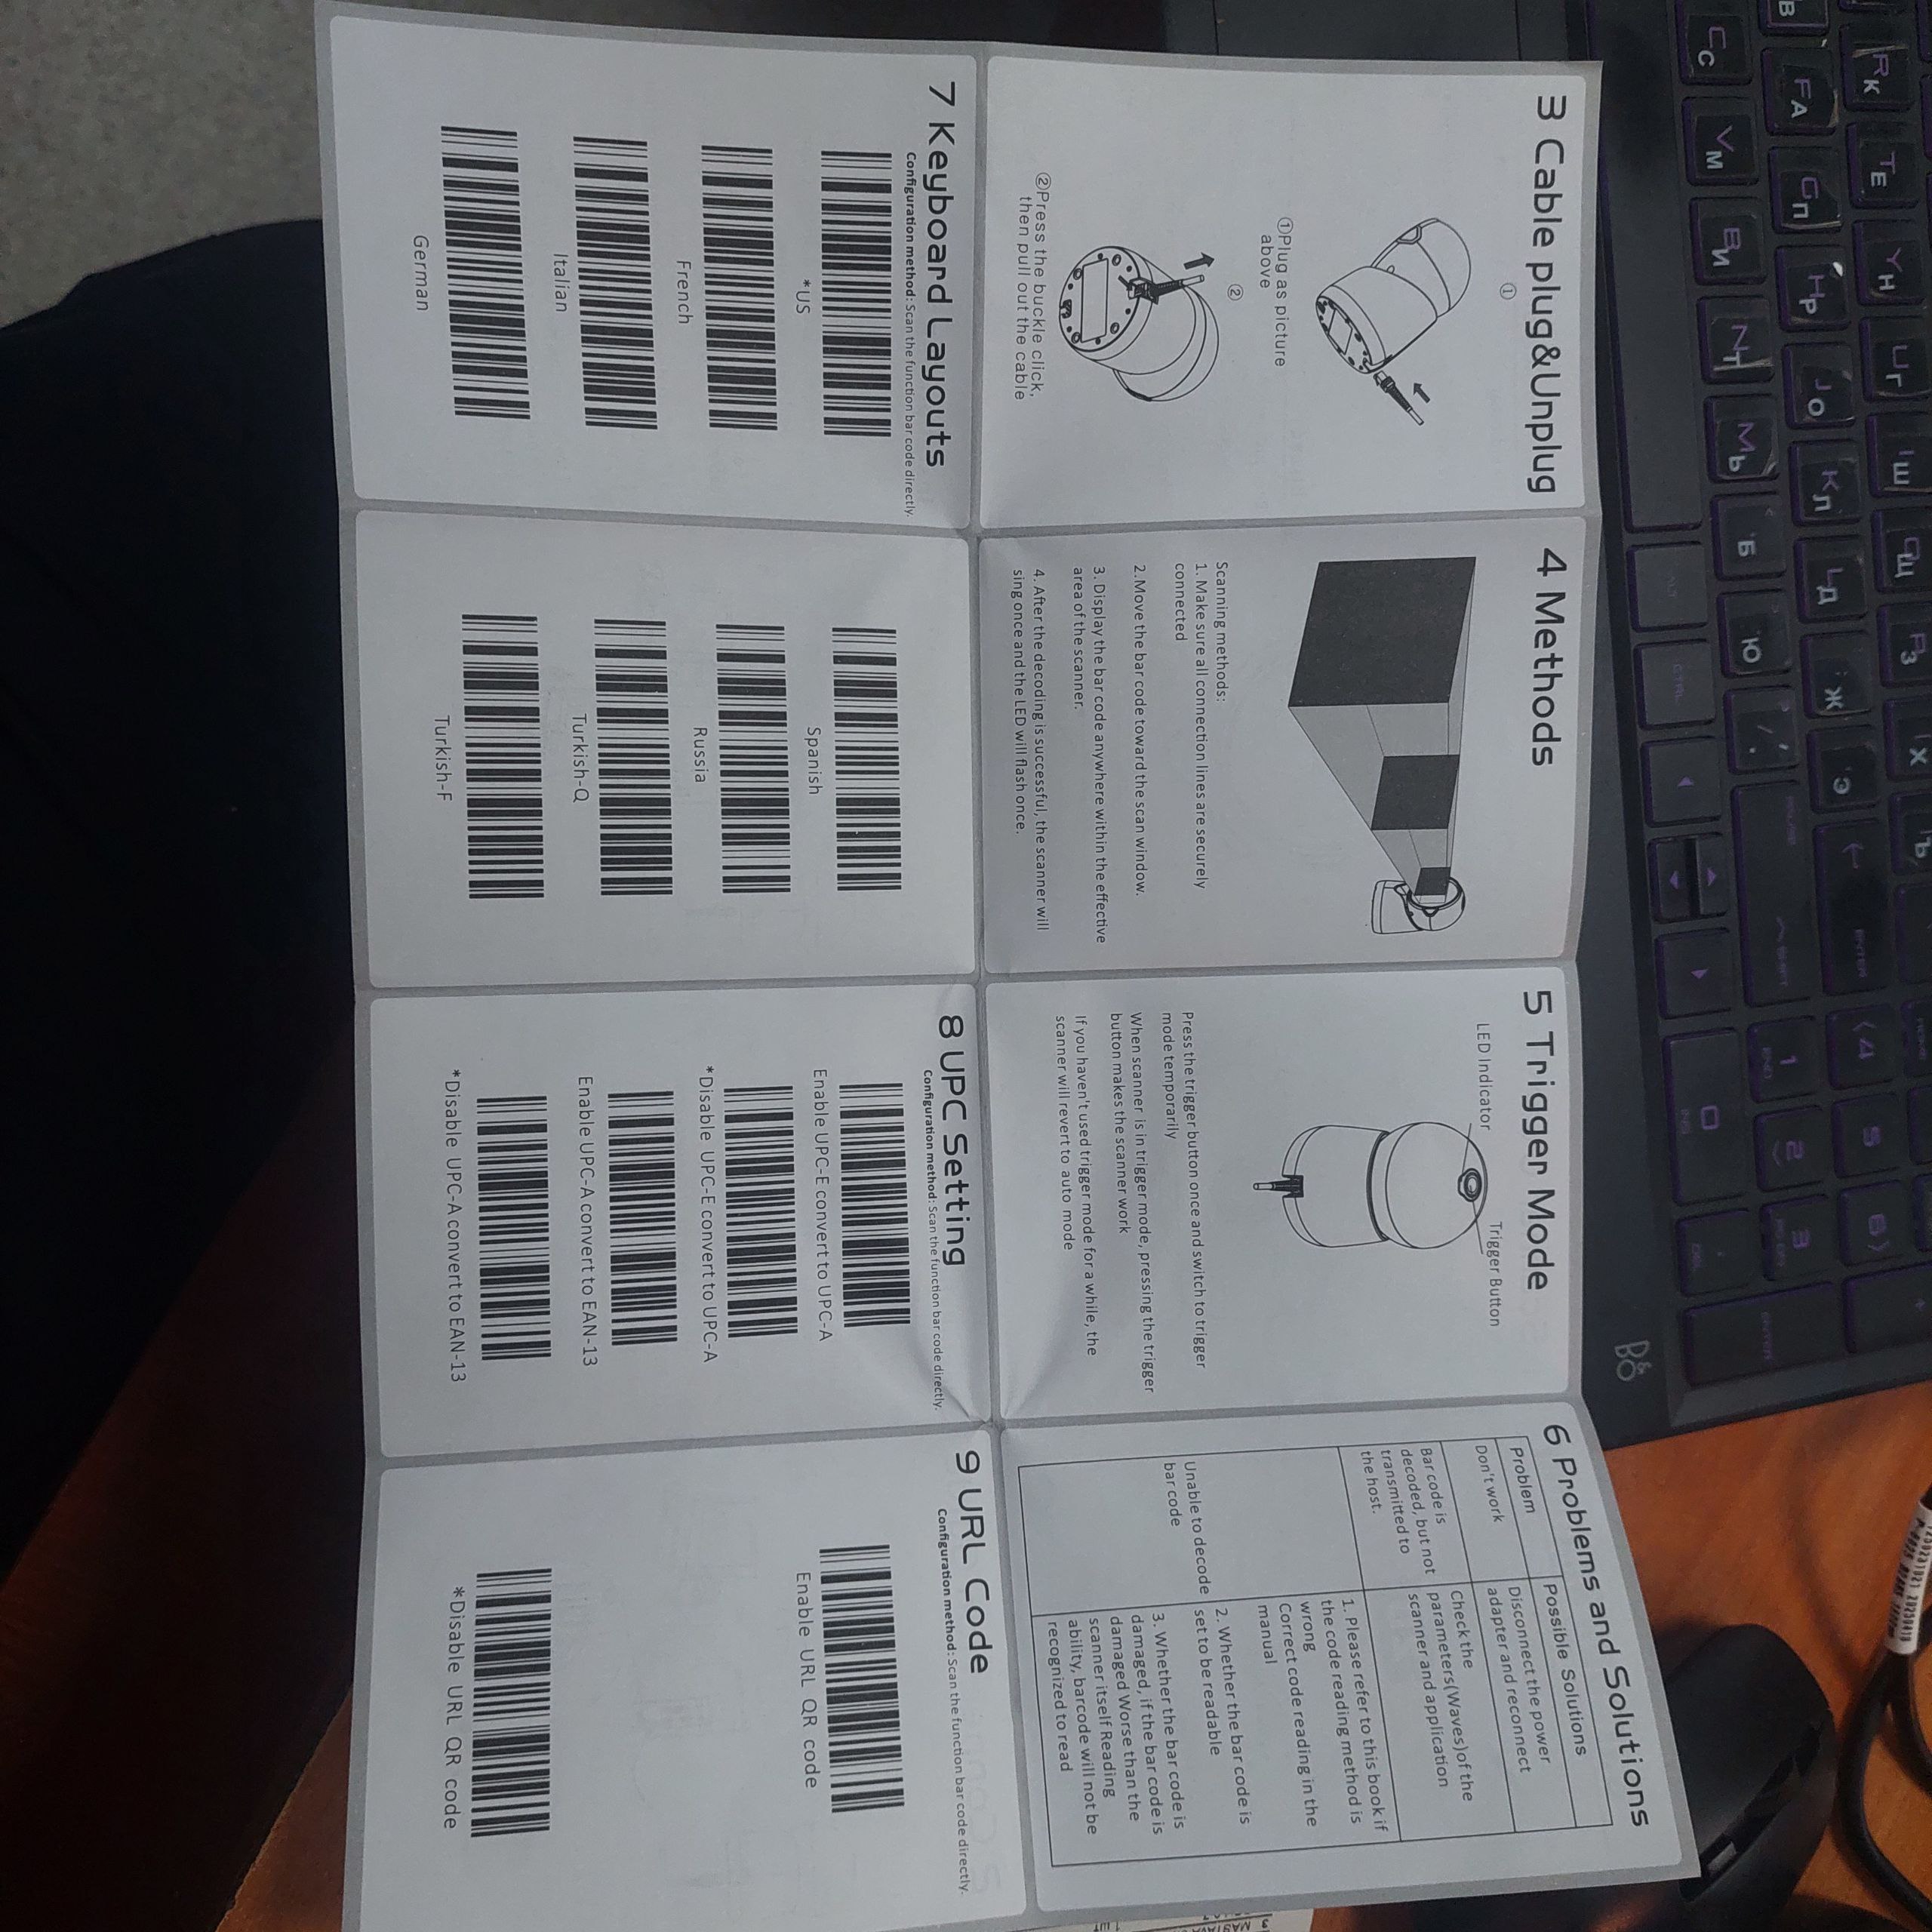 3 Cable plug&Unplug
①
①Plug as picture
above
②
②Press the buckle click,
then pull out the cable
4 Methods
Scanning methods:
1. Make sure all connection lines are securely
connected
2.Move the bar code toward the scan window.
3. Display the bar code anywhere within the effective
area of the scanner.
4. After the decoding is successful, the scanner will
sing once and the LED will flash once.
5 Trigger Mode
LED Indicator
Trigger Button
Press the trigger button once and switch to trigger
mode temporarily
When scanner is in trigger mode, pressing the trigger
button makes the scanner work
If you haven't used trigger mode for a while, the
scanner will revert to auto mode
6 Problems and Solutions
Problem
Possible Solutions
Don't work
Disconnect the power
adapter and reconnect
Bar code is
decoded, but not
transmitted to
the host.
Check the
parameters(Waves)of the
scanner and application
Unable to decode
bar code
1. Please refer to this book if
the code reading method is
wrong
Correct code reading in the
manual
2. Whether the bar code is
set to be readable
3. Whether the bar code is
damaged, if the bar code is
damaged Worse than the
scanner itself Reading
ability, barcode will not be
recognized to read
7 Keyboard Layouts
Configuration method: Scan the function bar code directly.
*US
French
Italian
German
Spanish
Russia
Turkish-Q
Turkish-F
8 UPC Setting
Configuration method: Scan the function bar code directly.
Enable UPC-E convert to UPC-A
*Disable UPC-E convert to UPC-A
Enable UPC-A convert to EAN-13
*Disable UPC-A convert to EAN-13
9 URL Code
Configuration method: Scan the function bar code directly.
Enable URL QR code
*Disable URL QR code
R К
T Е
Y Н
U Г
I Ш
O Щ
P З
Х
Ъ
F А
G П
H Р
J О
K Л
L Д
Ж
Э
ENTER
C С
V М
B И
N Т
M Ь
Б
Ю
ALT
CTRL
4
5
6
1
2
3
0
B&O